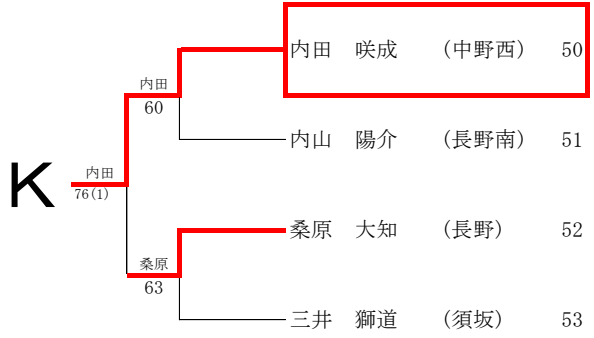 内田 咲成 （中野西） 50
内田
60
内山 陽介 （長野南） 51
K
内田
76(1)
桑原 大知 （長野） 52
桑原
63
三井 獅道 （須坂） 53